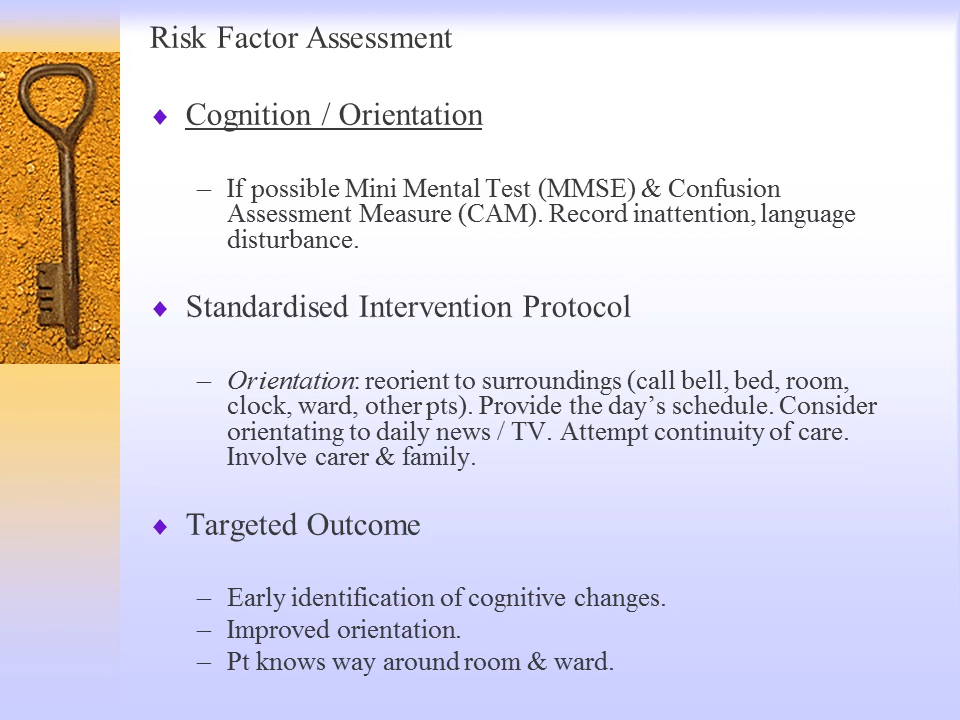 Risk Factor Assessment
♦ Cognition / Orientation
– If possible Mini Mental Test (MMSE) & Confusion
Assessment Measure (CAM). Record inattention, language
disturbance.
♦ Standardised Intervention Protocol
– Orientation: reorient to surroundings (call bell, bed, room,
clock, ward, other pts). Provide the day’s schedule. Consider
orientating to daily news / TV. Attempt continuity of care.
Involve carer & family.
♦ Targeted Outcome
– Early identification of cognitive changes.
– Improved orientation.
– Pt knows way around room & ward.